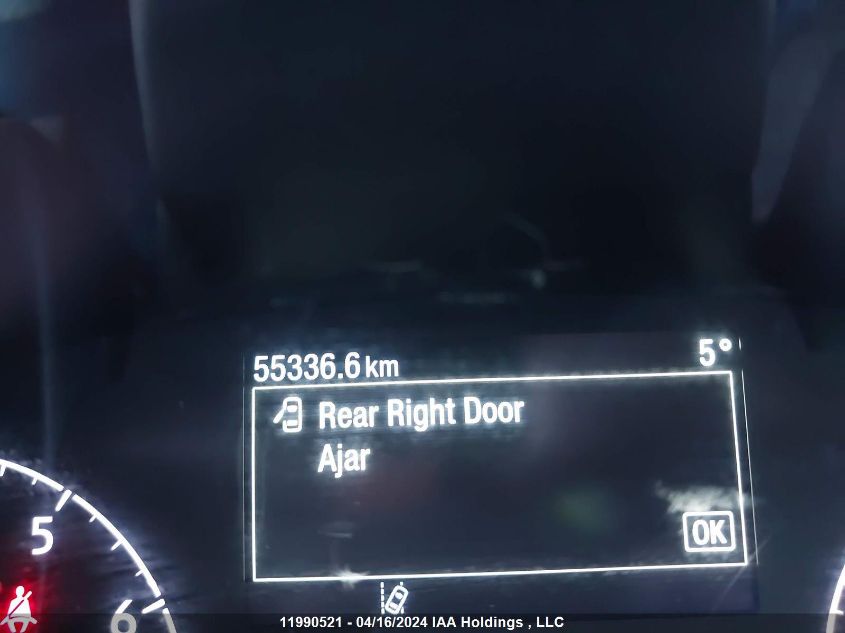 55336.6 km 5°
Rear Right Door
Ajar
OK
5
6
11990521 - 04/16/2024 IAA Holdings , LLC